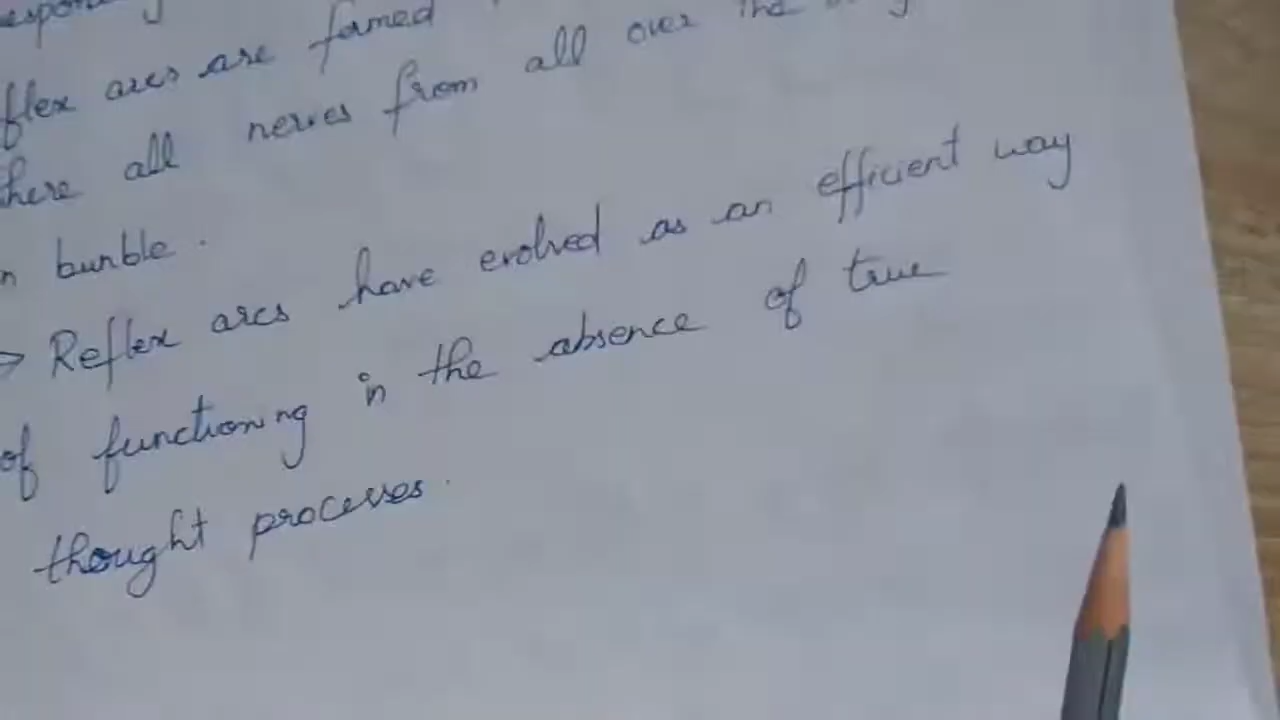 flex arcs are formed
here all nerves from all over the
n bunble.
→ Reflex arcs have evolved as an efficient way
of functioning in the absence of true
thought processes.